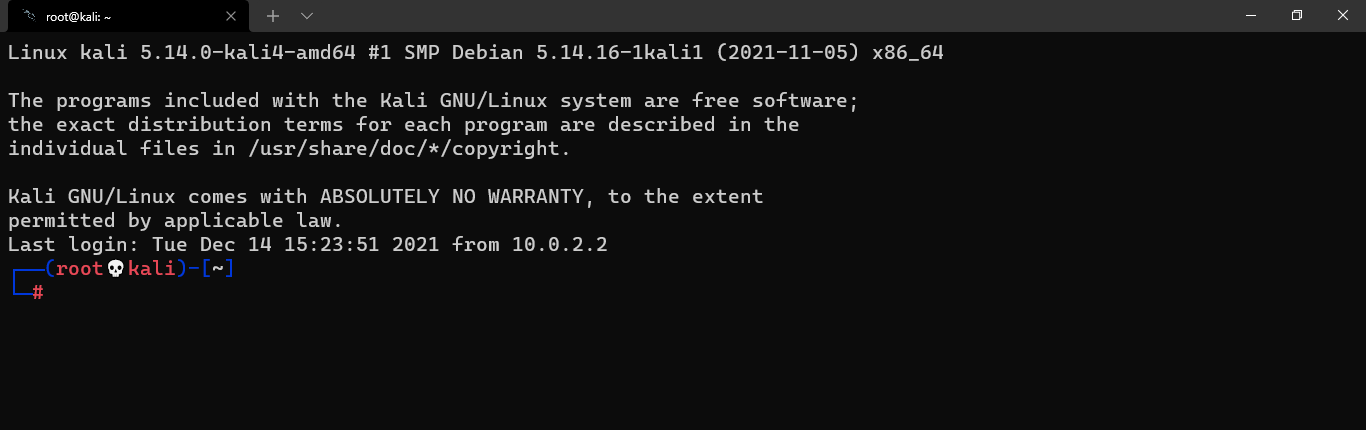 root@kali: ~
Linux kali 5.14.0-kali4-amd64 #1 SMP Debian 5.14.16-1kali1 (2021-11-05) x86_64
The programs included with the Kali GNU/Linux system are free software;
the exact distribution terms for each program are described in the
individual files in /usr/share/doc/*/copyright.
Kali GNU/Linux comes with ABSOLUTELY NO WARRANTY, to the extent
permitted by applicable law.
Last login: Tue Dec 14 15:23:51 2021 from 10.0.2.2
┌──(root💀kali)-[~]
└─#